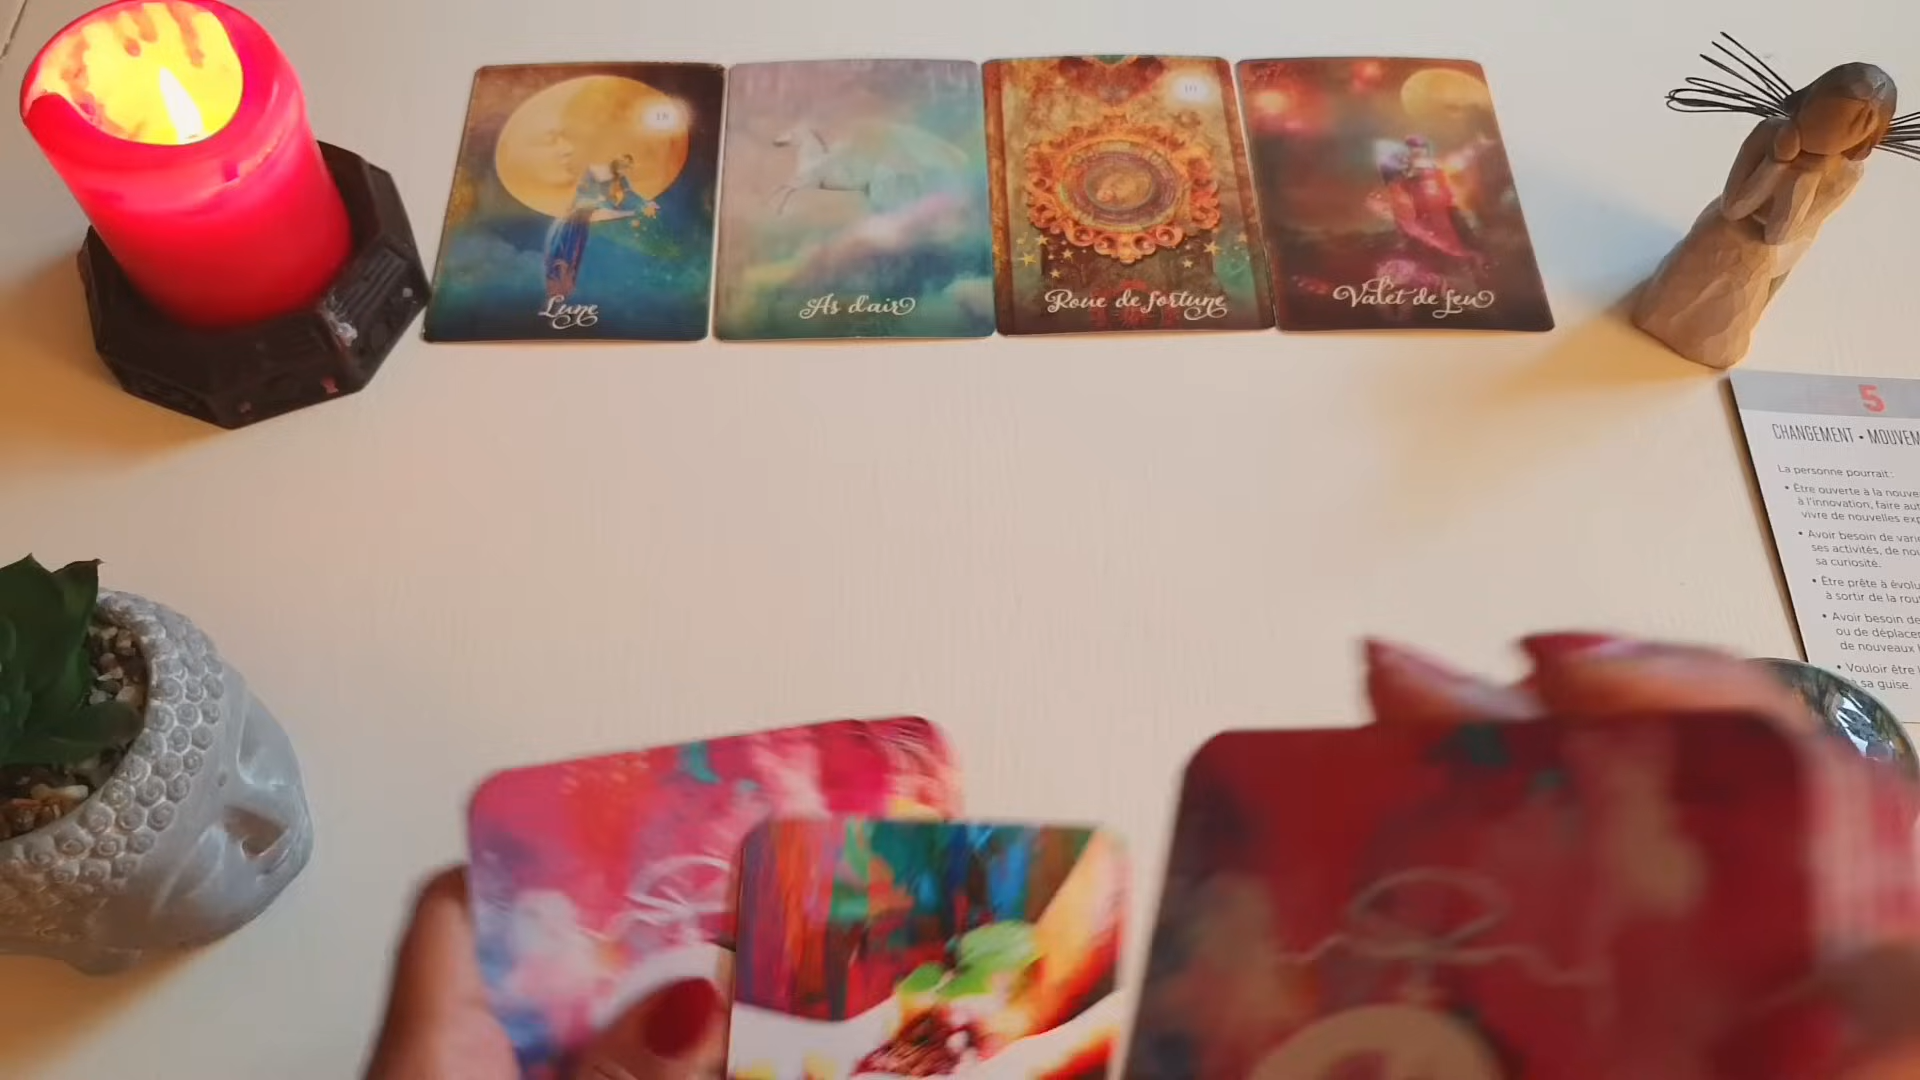 18
Lune
As d'air
10
Roue de fortune
Valet de feu
5
CHANGEMENT • MOUVEM
La personne pourrait :
• Être ouverte à la nouve
à l'innovation, faire aut
vivre de nouvelles exp
• Avoir besoin de varie
ses activités, de nou
sa curiosité.
• Être prête à évolu
à sortir de la rou
• Avoir besoin de
ou de déplacer
de nouveaux
• Vouloir être
à sa guise.